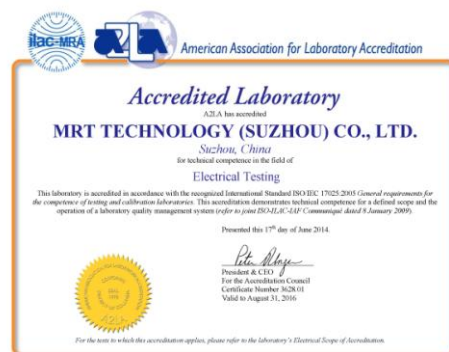 ilac-MRA
A2LA
American Association for Laboratory Accreditation
Accredited Laboratory
A2LA has accredited
MRT TECHNOLOGY (SUZHOU) CO., LTD.
Suzhou, China
for technical competence in the field of
Electrical Testing
This laboratory is accredited in accordance with the recognized International Standard ISO/IEC 17025:2005 General requirements for
the competence of testing and calibration laboratories. This accreditation demonstrates technical competence for a defined scope and the
operation of a laboratory quality management system (refer to joint ISO-ILAC-IAF Communiqué dated 8 January 2009).
Presented this 17th day of June 2014.
President & CEO
For the Accreditation Council
Certificate Number 3628.01
Valid to August 31, 2016
A2LA
For the tests to which this accreditation applies, please refer to the laboratory's Electrical Scope of Accreditation.